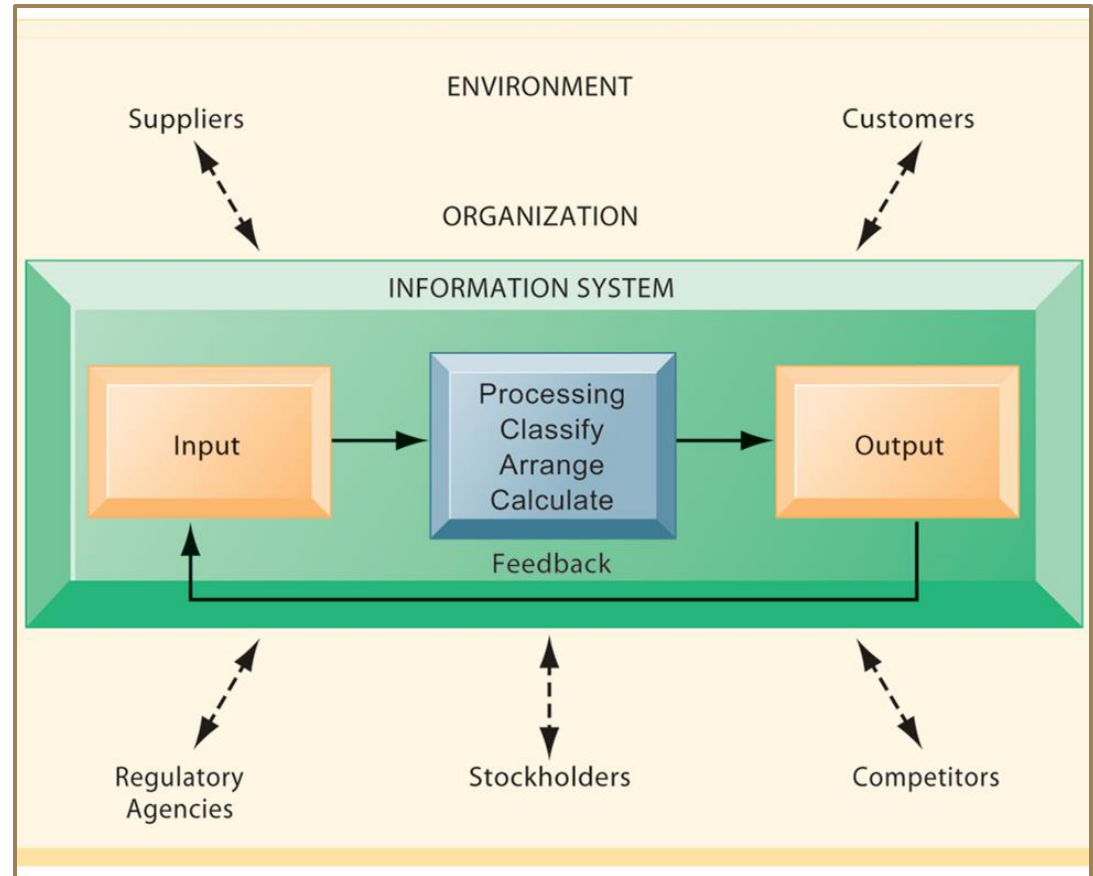 ENVIRONMENT
Suppliers
Customers
ORGANIZATION
INFORMATION SYSTEM
Input
Processing
Classify
Arrange
Calculate
Output
Feedback
Regulatory
Agencies
Stockholders
Competitors